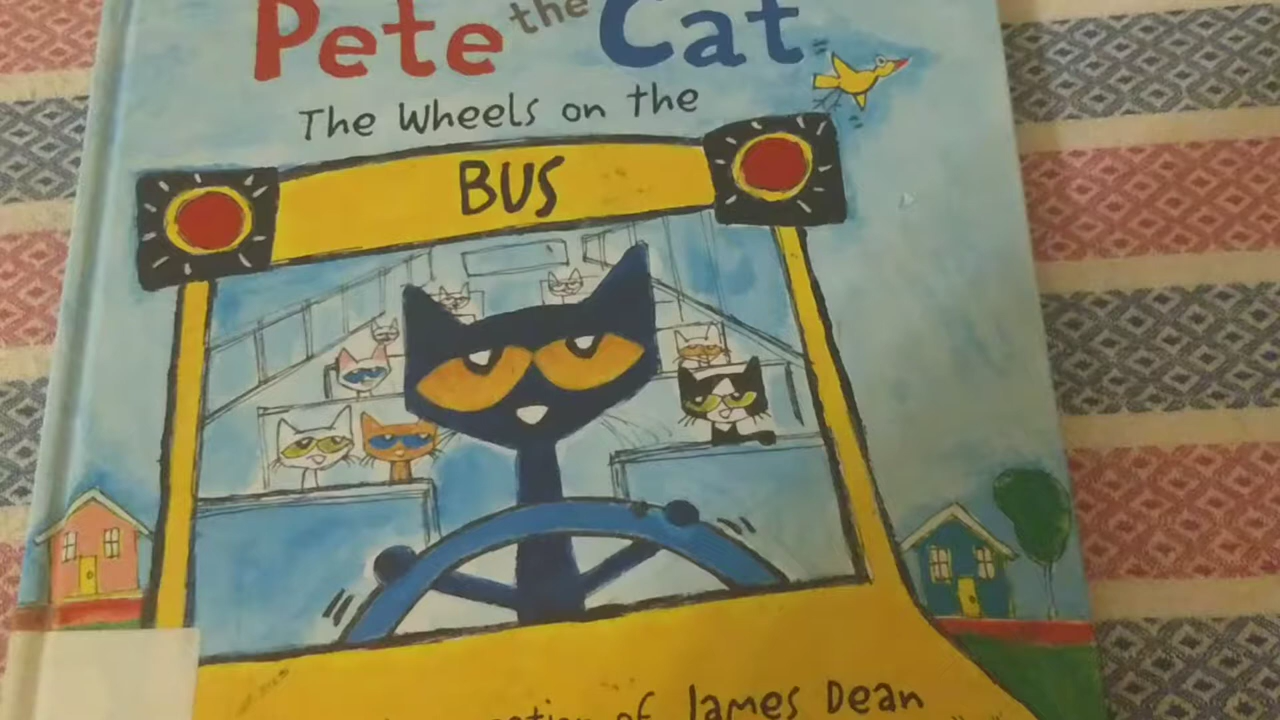 Pete the Cat
The Wheels on the
BUS
of James Dean